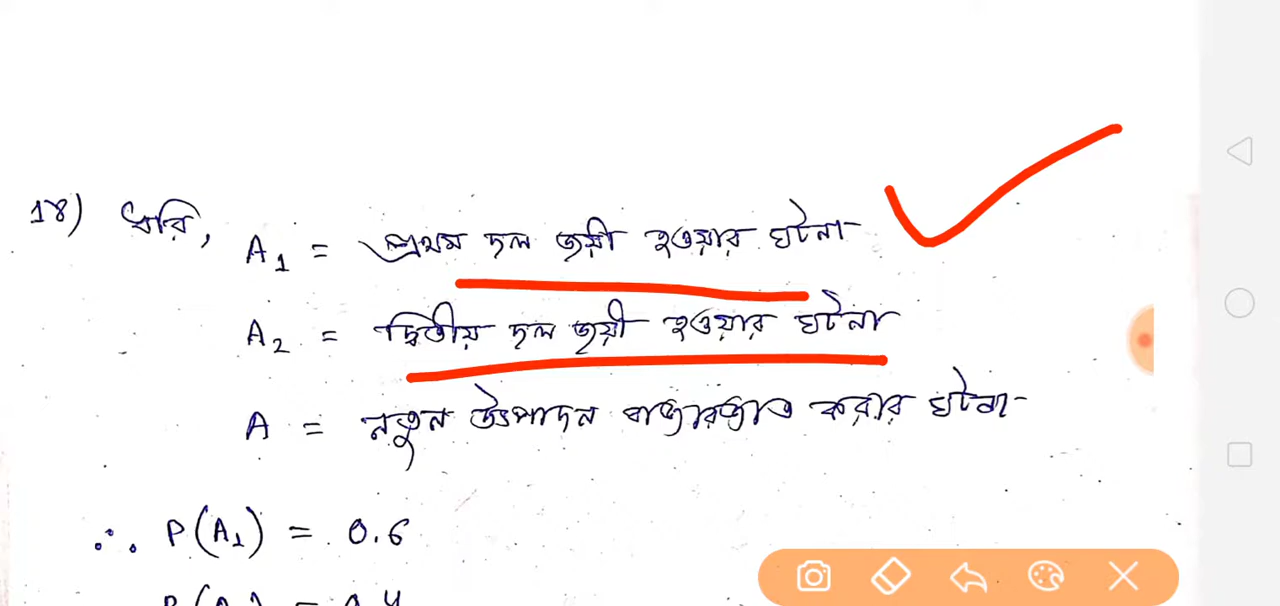 18) ধরি,
A₁ = প্রথম দল জয়ী হওয়ার ঘটনা
A₂ = দ্বিতীয় দল জয়ী হওয়ার ঘটনা
A = নতুন উৎপাদন বাজারজাত করার ঘটনা
∴ P(A₁) = 0.6